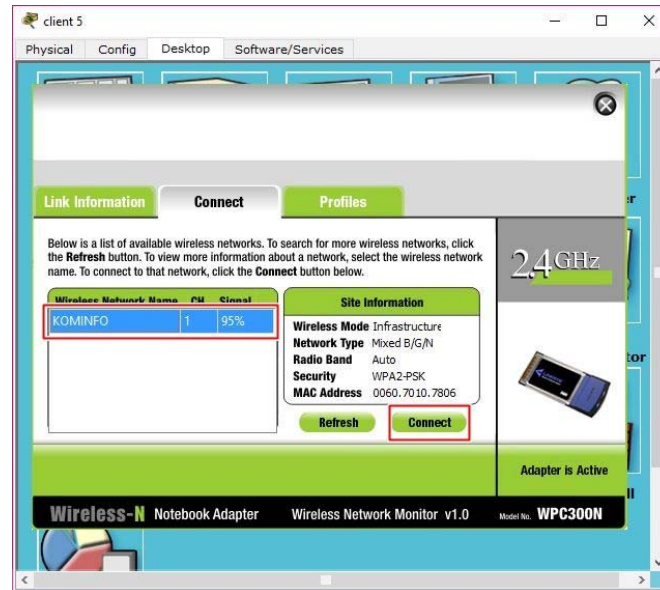 client 5
Physical Config Desktop Software/Services
Link Information Connect Profiles
Below is a list of available wireless networks. To search for more wireless networks, click
the Refresh button. To view more information about a network, select the wireless network
name. To connect to that network, click the Connect button below.
2.4GHz
Wireless Network Name CH Signal
KOMINFO 1 95%
Site Information
Wireless Mode Infrastructure
Network Type Mixed B/G/N
Radio Band Auto
Security WPA2-PSK
MAC Address 0060.7010.7806
Refresh Connect
Adapter is Active
Wireless-N Notebook Adapter Wireless Network Monitor v1.0 Model No. WPC300N